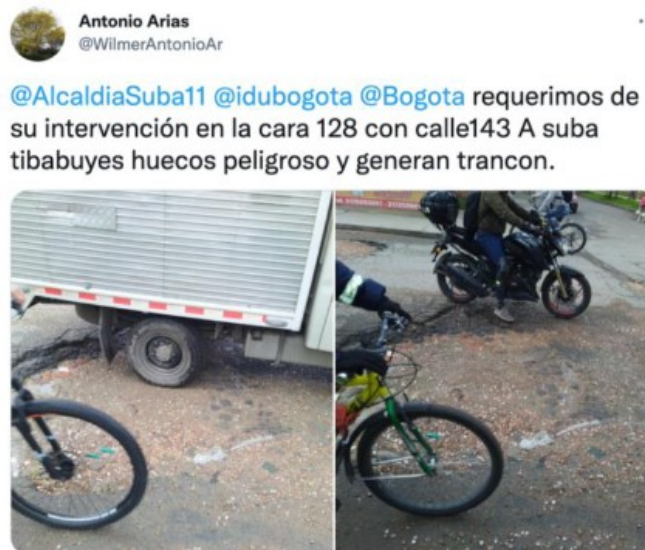 Antonio Arias
@WilmerAntonioAr
@AlcaldiaSuba11 @idubogota @Bogota requerimos de
su intervención en la cara 128 con calle143 A suba
tibabuyes huecos peligroso y generan trancon.